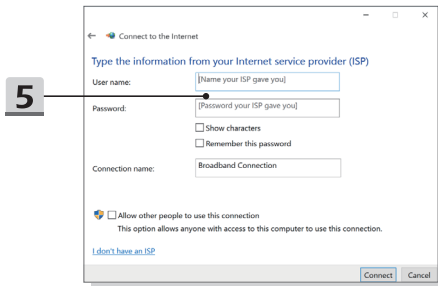 Connect to the Internet
Type the information from your Internet service provider (ISP)
User name:
[Name your ISP gave you]
5
Password:
[Password your ISP gave you]
Show characters
Remember this password
Connection name:
Broadband Connection
Allow other people to use this connection
This option allows anyone with access to this computer to use this connection.
I don't have an ISP
Connect
Cancel